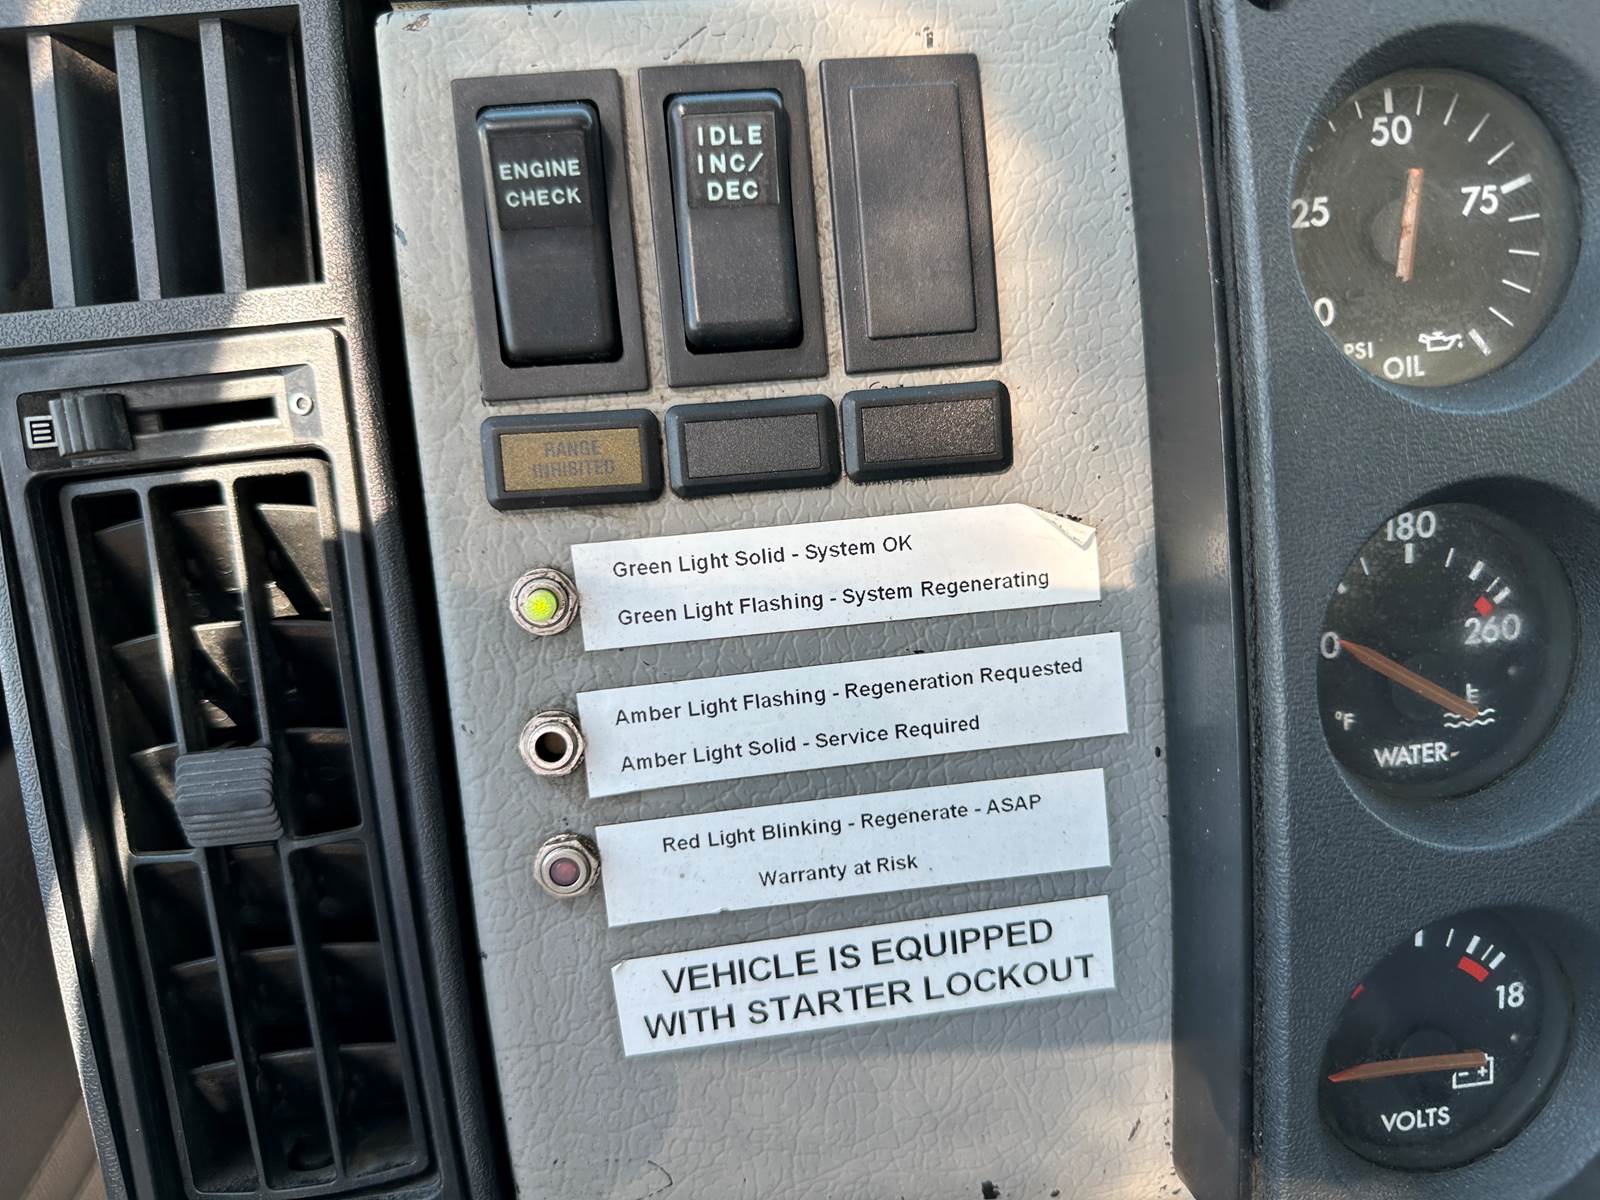 ENGINE
CHECK
IDLE
INC/
DEC
RANGE
INHIBITED
Green Light Solid - System OK
Green Light Flashing - System Regenerating
Amber Light Flashing - Regeneration Requested
Amber Light Solid - Service Required
Red Light Blinking - Regenerate - ASAP
Warranty at Risk
VEHICLE IS EQUIPPED
WITH STARTER LOCKOUT
50
25
75
0
PSI
OIL
180
260
0
°F
WATER
18
VOLTS